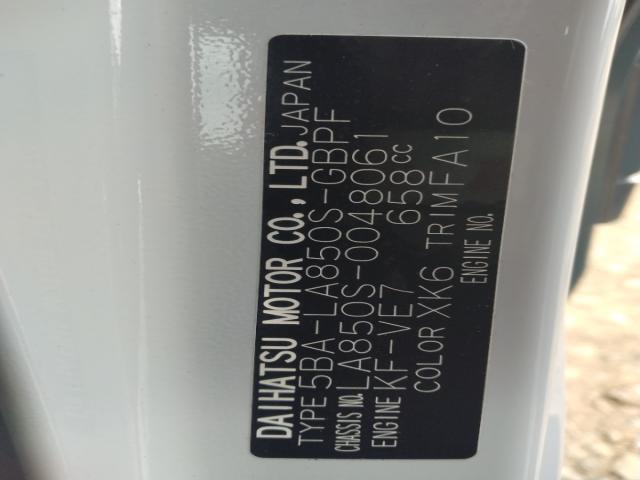 DAIHATSU MOTOR CO., LTD. JAPAN
TYPE 5BA-LA850S-GBPF
CHASSIS NO. LA850S-0048061
ENGINE KF-VE7 658cc
COLOR XK6 TRIM FA10
ENGINE NO.